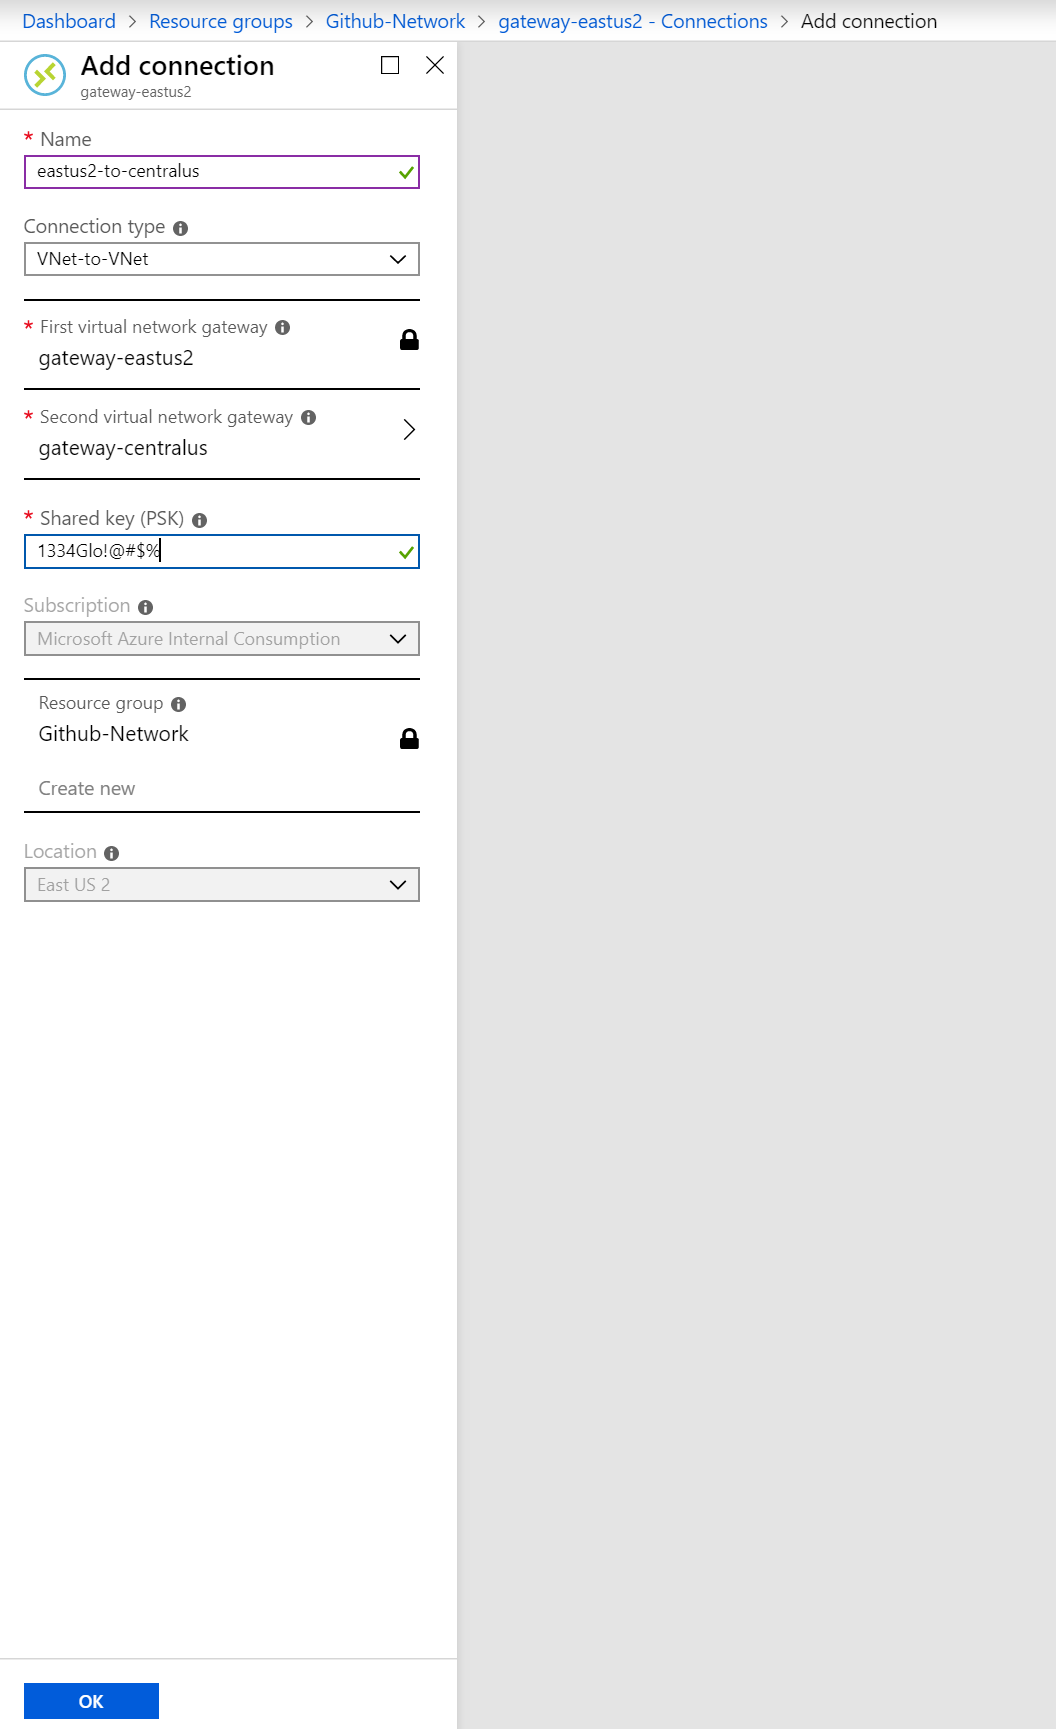 Dashboard > Resource groups > Github-Network > gateway-eastus2 - Connections > Add connection
Add connection
gateway-eastus2
* Name
eastus2-to-centralus
Connection type
VNet-to-VNet
* First virtual network gateway
gateway-eastus2
* Second virtual network gateway
gateway-centralus
* Shared key (PSK)
1334Glo!@#$%
Subscription
Microsoft Azure Internal Consumption
Resource group
Github-Network
Create new
Location
East US 2
OK